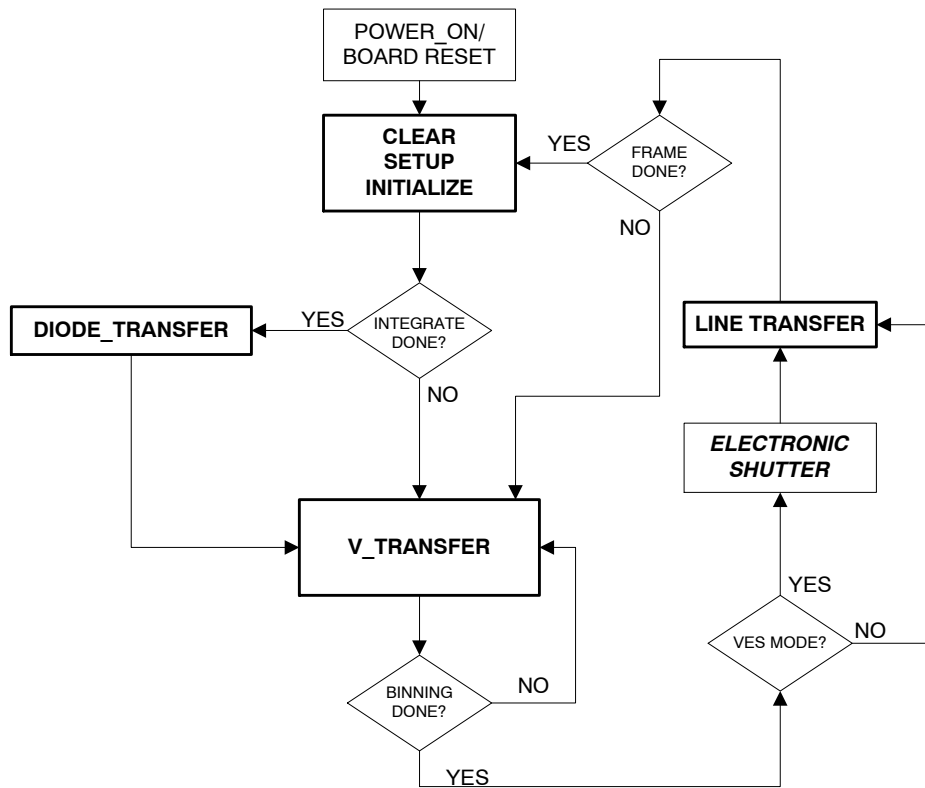 POWER_ON/
BOARD RESET
CLEAR
SETUP
INITIALIZE
YES
FRAME
DONE?
NO
DIODE_TRANSFER
YES
INTEGRATE
DONE?
NO
LINE TRANSFER
ELECTRONIC
SHUTTER
V_TRANSFER
YES
VES MODE?
NO
BINNING
DONE?
NO
YES